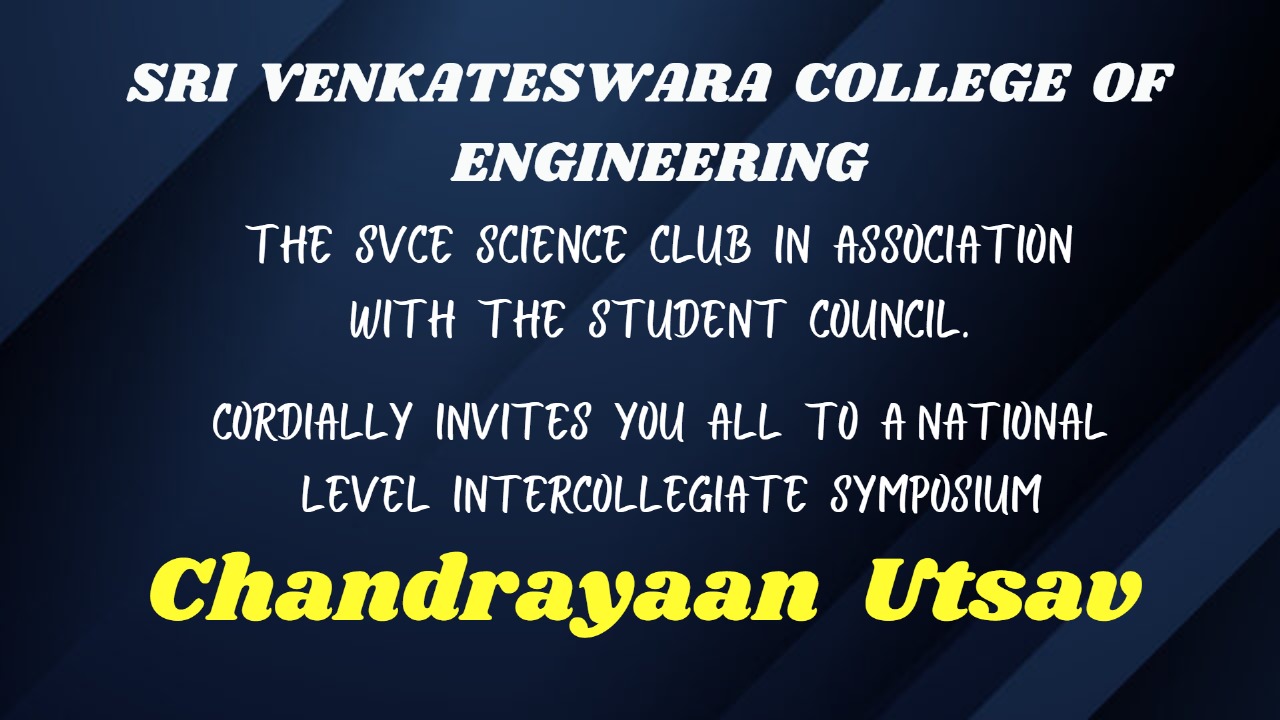 SRI VENKATESWARA COLLEGE OF
ENGINEERING
THE SVCE SCIENCE CLUB IN ASSOCIATION
WITH THE STUDENT COUNCIL.
CORDIALLY INVITES YOU ALL TO A NATIONAL
LEVEL INTERCOLLEGIATE SYMPOSIUM
Chandrayaan Utsav